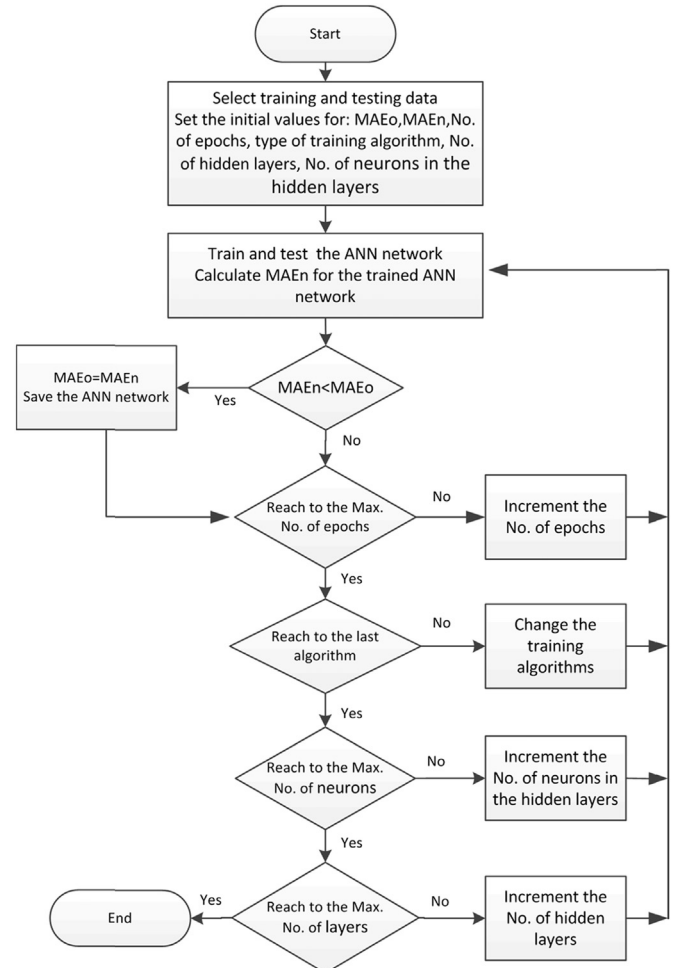 Start
Select training and testing data
Set the initial values for: MAEo,MAEn,No.
of epochs, type of training algorithm, No.
of hidden layers, No. of neurons in the
hidden layers
Train and test the ANN network
Calculate MAEn for the trained ANN
network
MAEn<MAEo
Yes
MAEo=MAEn
Save the ANN network
No
Reach to the Max.
No. of epochs
No
Increment the
No. of epochs
Yes
Reach to the last
algorithm
No
Change the
training
algorithms
Yes
Reach to the Max.
No. of neurons
No
Increment the
No. of neurons in
the hidden layers
Yes
Reach to the Max.
No. of layers
No
Increment the
No. of hidden
layers
Yes
End